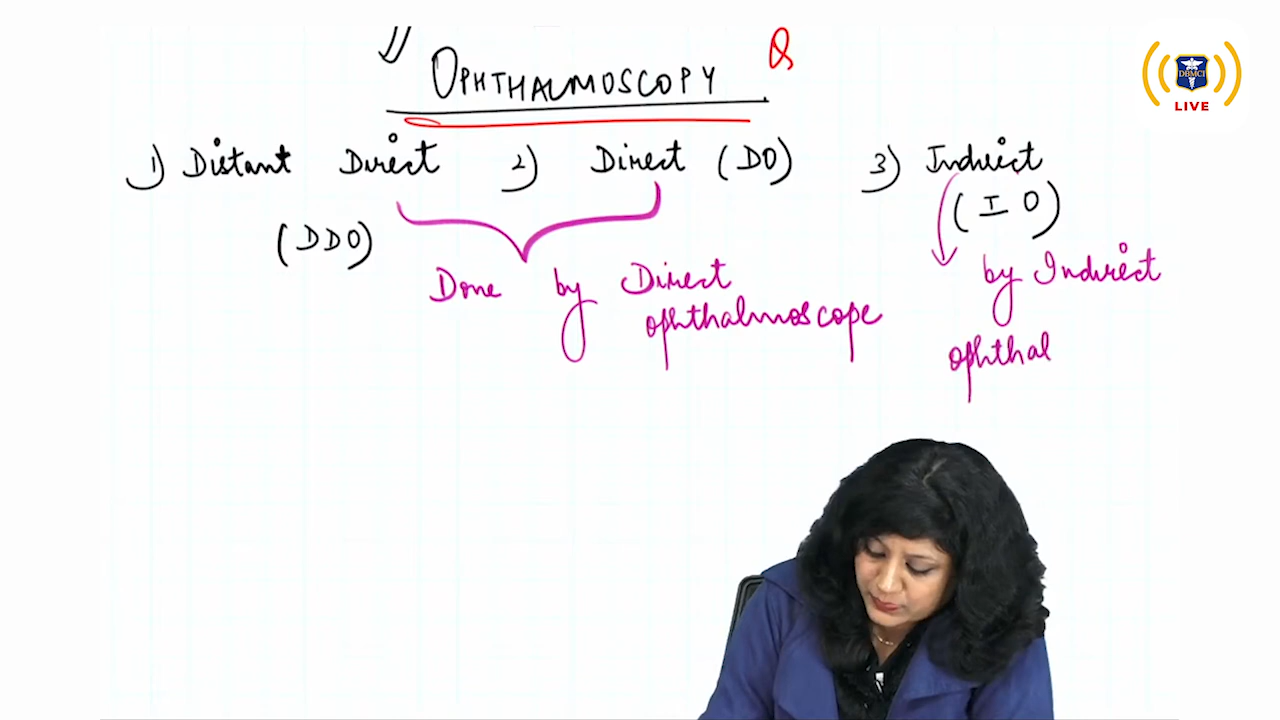 OPHTHALMOSCOPY Q
1) Distant Direct 2) Direct (DO) 3) Indirect
(DDO) (IO)
Done by Direct ophthalmoscope
by Indirect
ophthal
DBMCI
LIVE